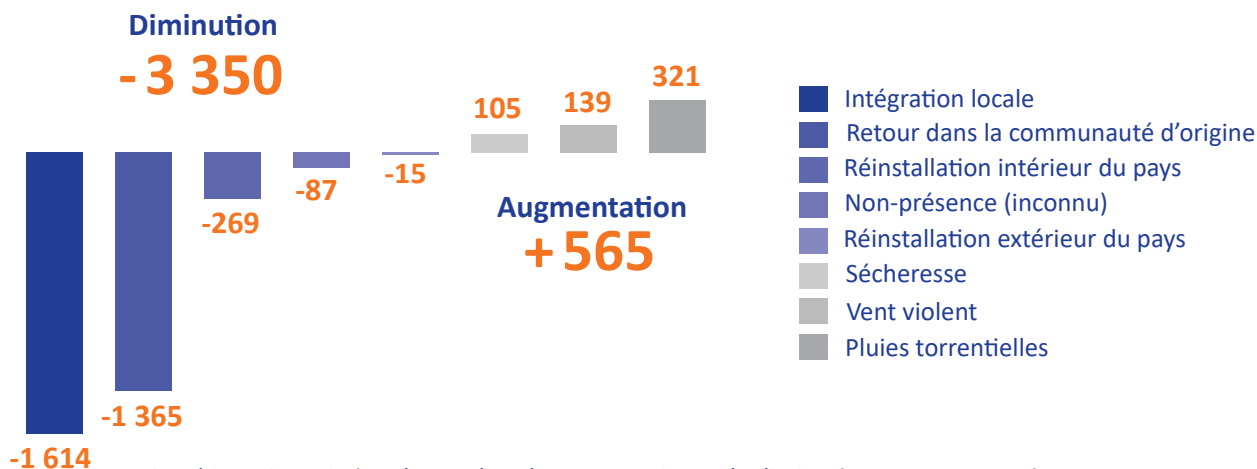 Diminution
- 3 350
105
139
321
-1 614
-1 365
-269
-87
-15
Augmentation
+ 565
Intégration locale
Retour dans la communauté d'origine
Réinstallation intérieur du pays
Non-présence (inconnu)
Réinstallation extérieur du pays
Sécheresse
Vent violent
Pluies torrentielles